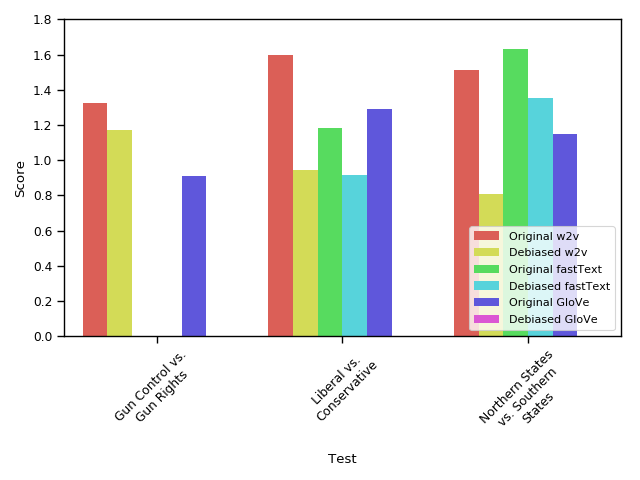 1.8
1.6
1.4
1.2
1.0
0.8
0.6
0.4
0.2
0.0
Score
Original w2v
Debiased w2v
Original fastText
Debiased fastText
Original GloVe
Debiased GloVe
Gun Control vs.
Gun Rights
Liberal vs.
Conservative
Northern States
vs. Southern
States
Test